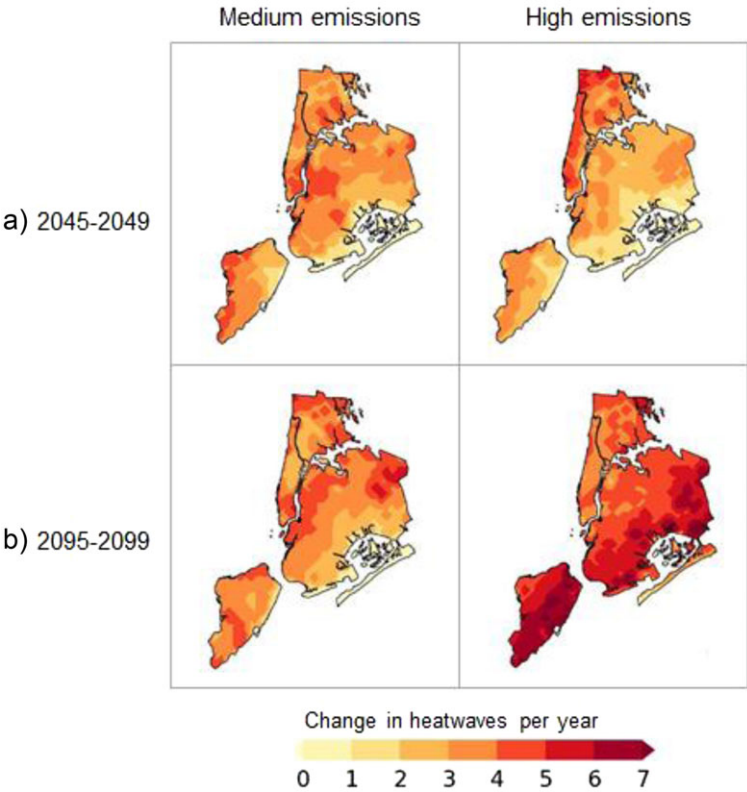 Medium emissions
High emissions
a) 2045-2049
b) 2095-2099
Change in heatwaves per year
0 1 2 3 4 5 6 7